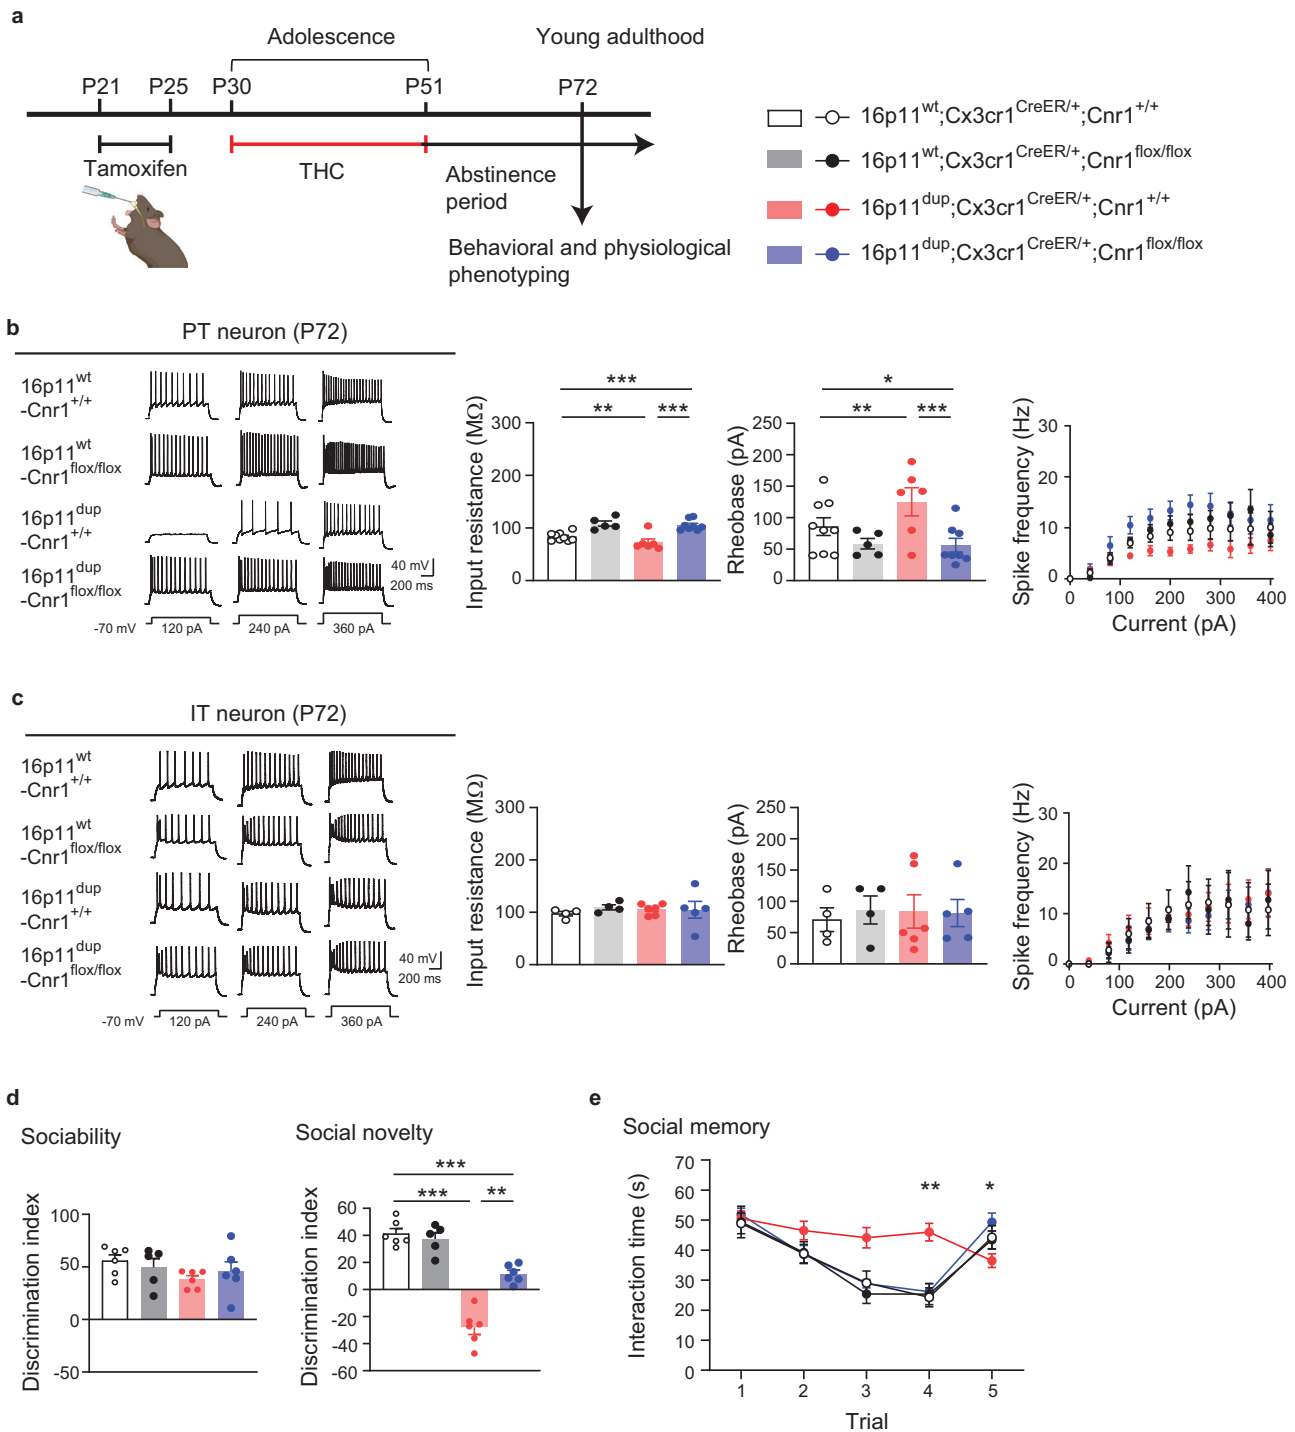 a
Adolescence
Young adulthood
P21
P25
P30
P51
P72
Tamoxifen
THC
Abstinence
period
Behavioral and physiological
phenotyping
16p11wt;Cx3cr1CreER/+;Cnr1+/+
16p11wt;Cx3cr1CreER/+;Cnr1flox/flox
16p11dup;Cx3cr1CreER/+;Cnr1+/+
16p11dup;Cx3cr1CreER/+;Cnr1flox/flox
b
PT neuron (P72)
16p11wt
-Cnr1+/+
16p11wt
-Cnr1flox/flox
16p11dup
-Cnr1+/+
16p11dup
-Cnr1flox/flox
40 mV
200 ms
-70 mV
120 pA
240 pA
360 pA
Input resistance (MΩ)
300
200
100
0
***
**
***
Rheobase (pA)
250
200
150
100
50
0
*
**
***
Spike frequency (Hz)
30
20
10
0
0
100
200
300
400
Current (pA)
c
IT neuron (P72)
16p11wt
-Cnr1+/+
16p11wt
-Cnr1flox/flox
16p11dup
-Cnr1+/+
16p11dup
-Cnr1flox/flox
40 mV
200 ms
-70 mV
120 pA
240 pA
360 pA
Input resistance (MΩ)
300
200
100
0
Rheobase (pA)
250
200
150
100
50
0
Spike frequency (Hz)
30
20
10
0
0
100
200
300
400
Current (pA)
d
Sociability
Discrimination index
100
50
0
-50
Social novelty
Discrimination index
60
40
20
0
-20
-40
-60
***
***
**
e
Social memory
Interaction time (s)
70
60
50
40
30
20
10
0
**
*
1
2
3
4
5
Trial